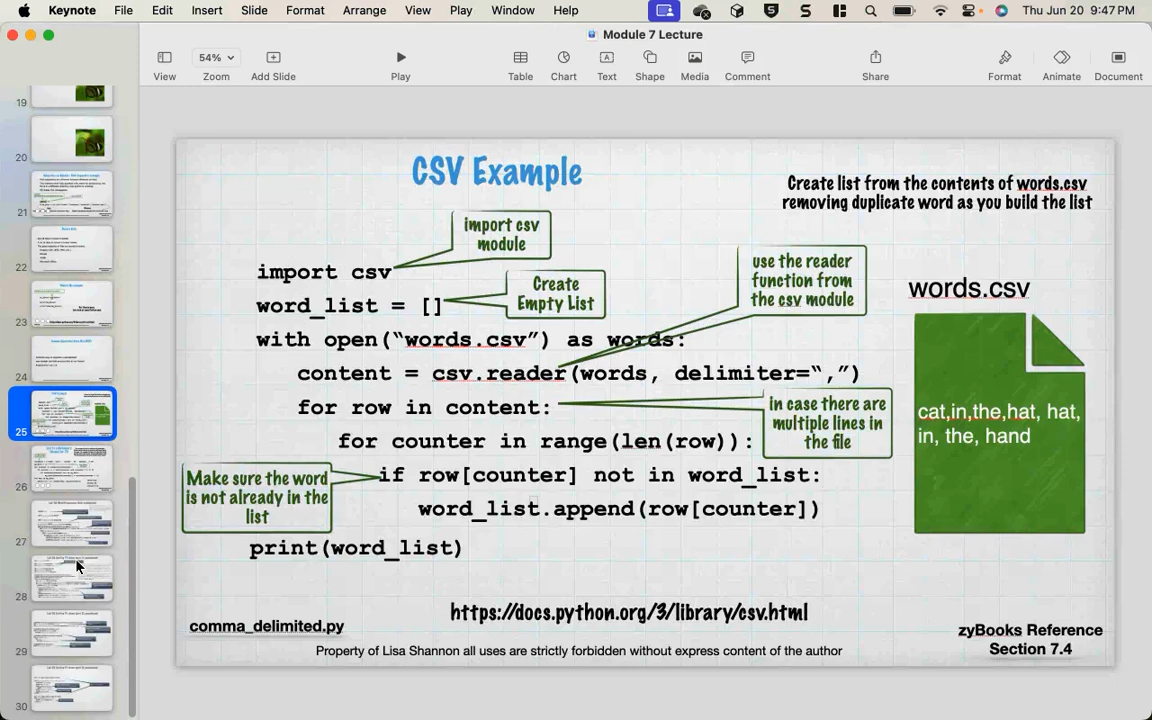 Keynote File Edit Insert Slide Format Arrange View Play Window Help Thu Jun 20 9:47 PM
Module 7 Lecture
54%
View Zoom Add Slide Play Table Chart Text Shape Media Comment Share Format Animate Document
19
20
21
22
23
24
25
26
27
28
29
30
CSV Example
Create list from the contents of words.csv
removing duplicate word as you build the list
import csv
module
use the reader
function from
the csv module
import csv
Create
Empty List
word_list = []
words.csv
with open(“words.csv”) as words:
content = csv.reader(words, delimiter=“,”)
for row in content:
in case there are
multiple lines in
the file
cat,in,the,hat, hat,
in, the, hand
for counter in range(len(row)):
Make sure the word
is not already in the
list
if row[counter] not in word_list:
word_list.append(row[counter])
print(word_list)
https://docs.python.org/3/library/csv.html
comma_delimited.py
zyBooks Reference
Section 7.4
Property of Lisa Shannon all uses are strictly forbidden without express content of the author